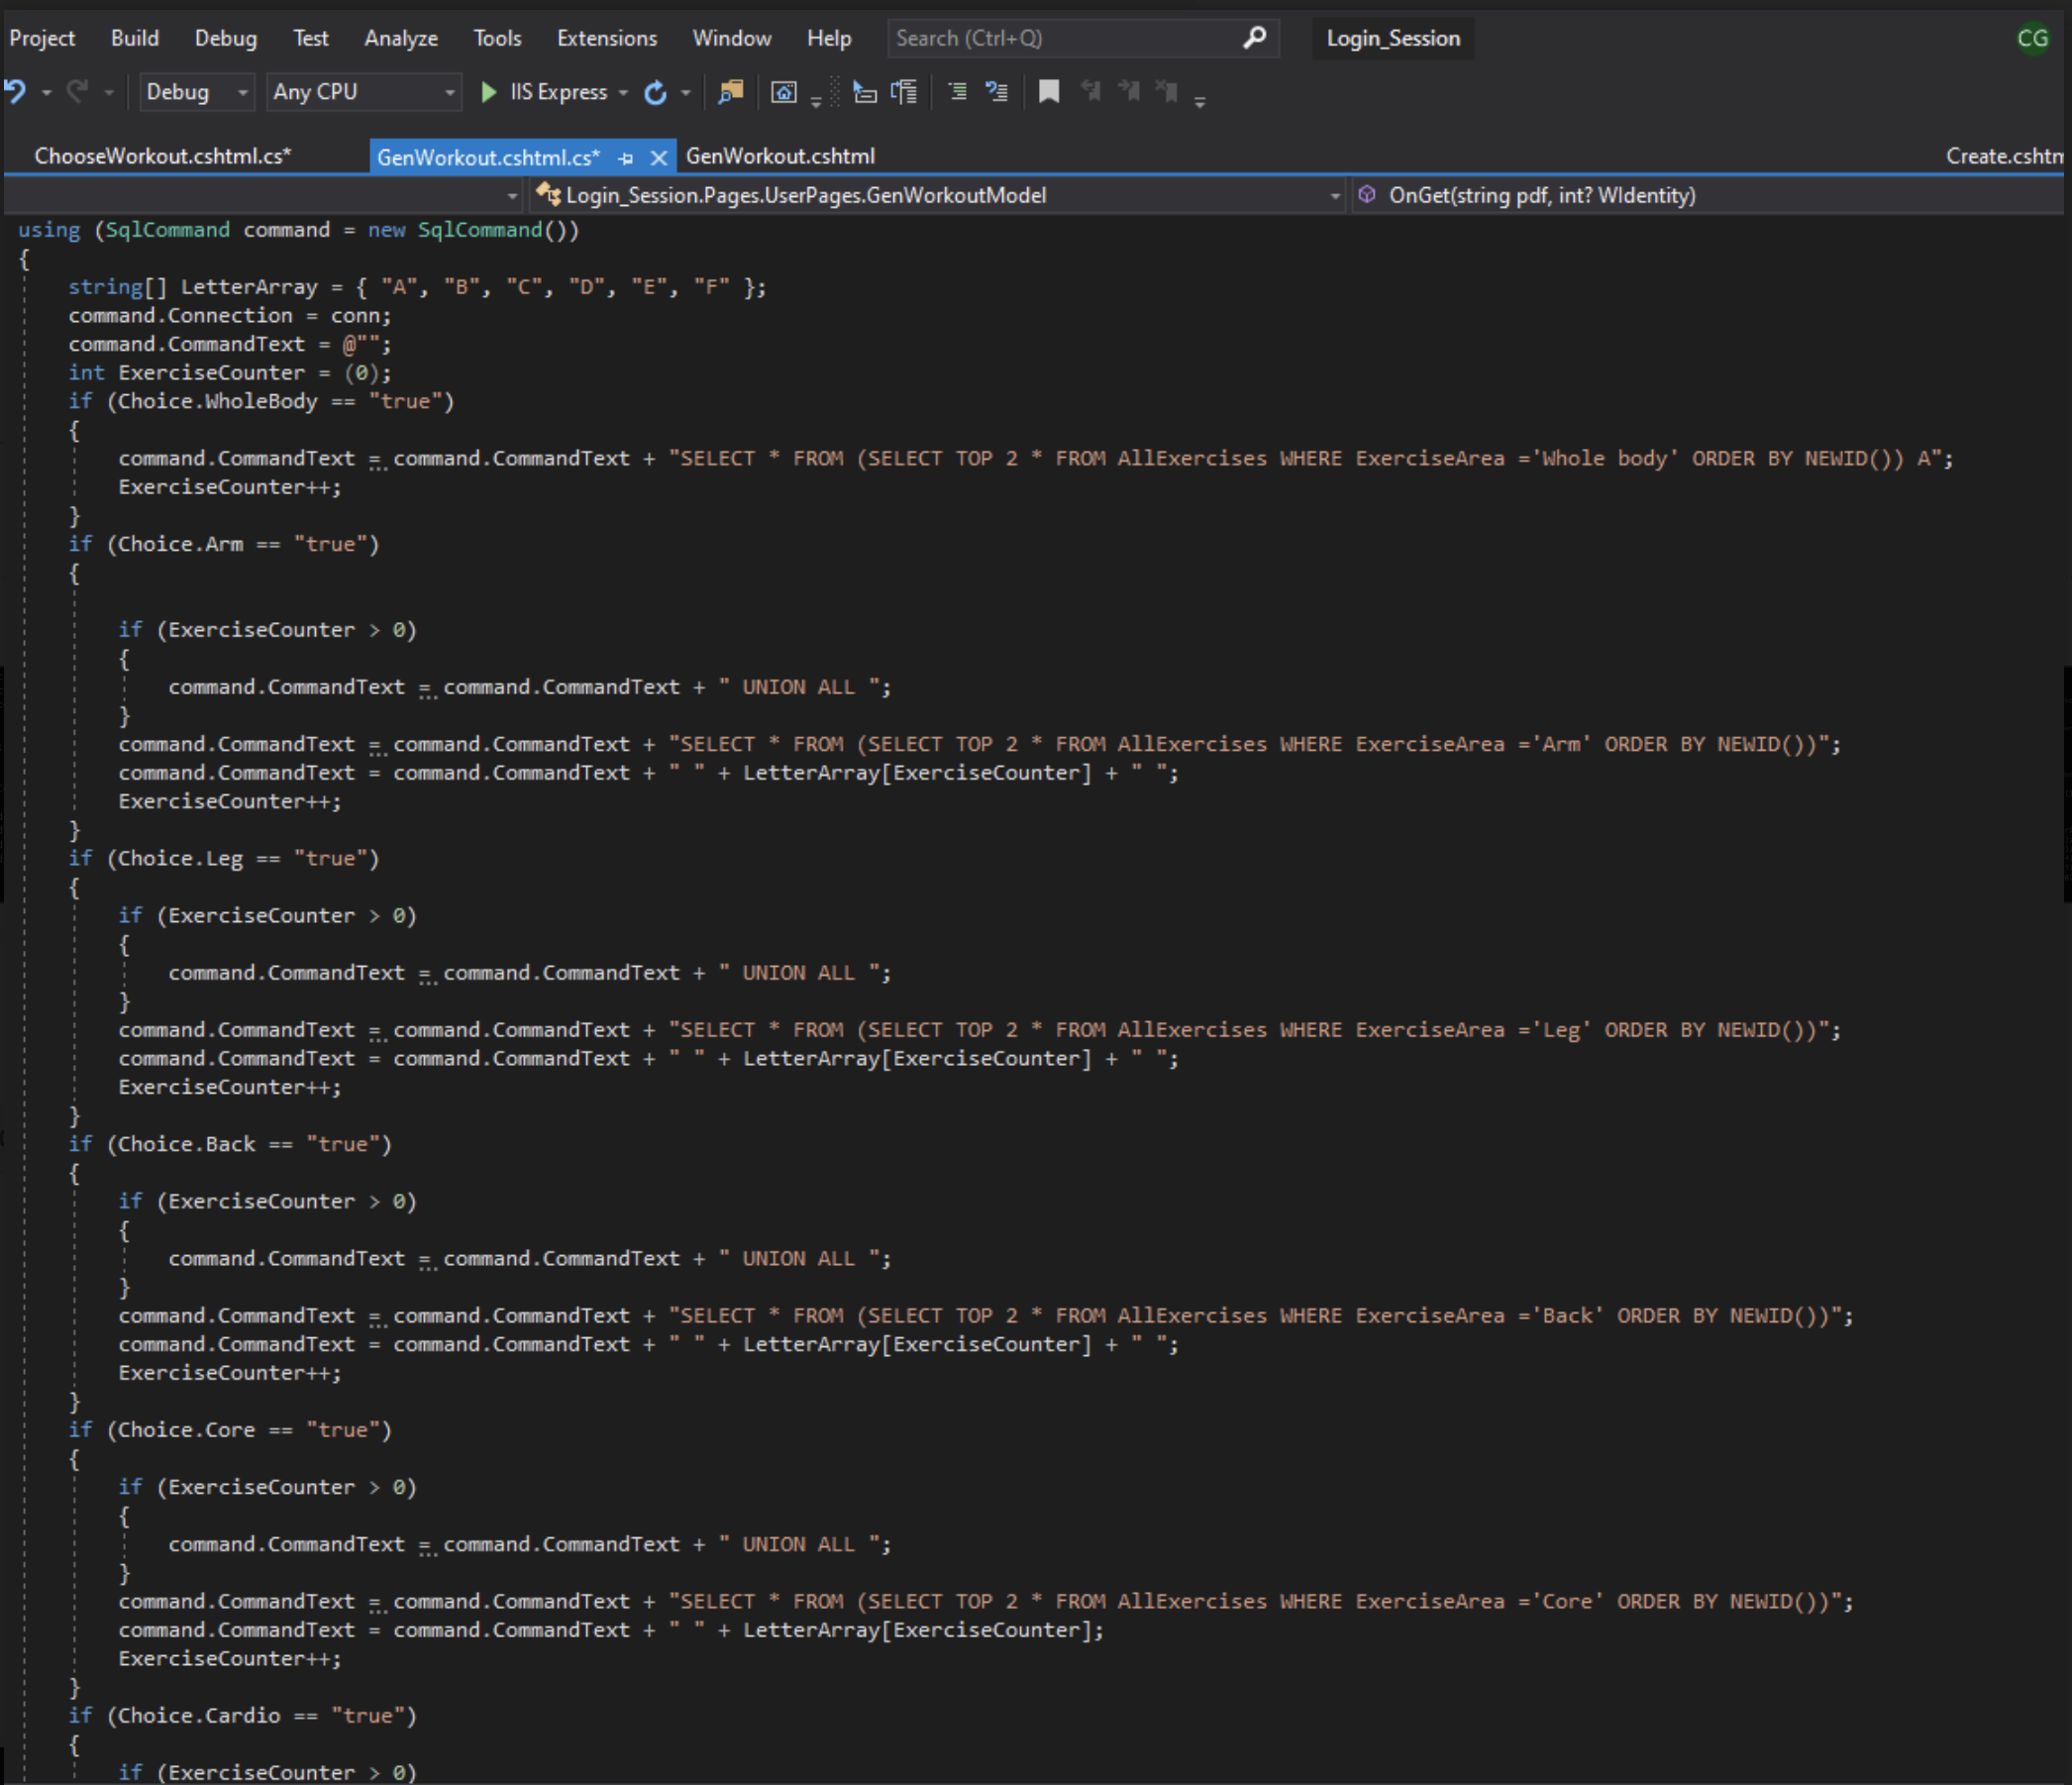 Project Build Debug Test Analyze Tools Extensions Window Help Search (Ctrl+Q) Login_Session CG
Debug Any CPU IIS Express
ChooseWorkout.cshtml.cs* GenWorkout.cshtml.cs* GenWorkout.cshtml Create.cshtm
Login_Session.Pages.UserPages.GenWorkoutModel OnGet(string pdf, int? WIdentity)
using (SqlCommand command = new SqlCommand())
{
string[] LetterArray = { "A", "B", "C", "D", "E", "F" };
command.Connection = conn;
command.CommandText = @"";
int ExerciseCounter = (0);
if (Choice.WholeBody == "true")
{
command.CommandText = command.CommandText + "SELECT * FROM (SELECT TOP 2 * FROM AllExercises WHERE ExerciseArea ='Whole body' ORDER BY NEWID()) A";
ExerciseCounter++;
}
if (Choice.Arm == "true")
{
if (ExerciseCounter > 0)
{
command.CommandText = command.CommandText + " UNION ALL ";
}
command.CommandText = command.CommandText + "SELECT * FROM (SELECT TOP 2 * FROM AllExercises WHERE ExerciseArea ='Arm' ORDER BY NEWID())";
command.CommandText = command.CommandText + " " + LetterArray[ExerciseCounter] + " ";
ExerciseCounter++;
}
if (Choice.Leg == "true")
{
if (ExerciseCounter > 0)
{
command.CommandText = command.CommandText + " UNION ALL ";
}
command.CommandText = command.CommandText + "SELECT * FROM (SELECT TOP 2 * FROM AllExercises WHERE ExerciseArea ='Leg' ORDER BY NEWID())";
command.CommandText = command.CommandText + " " + LetterArray[ExerciseCounter] + " ";
ExerciseCounter++;
}
if (Choice.Back == "true")
{
if (ExerciseCounter > 0)
{
command.CommandText = command.CommandText + " UNION ALL ";
}
command.CommandText = command.CommandText + "SELECT * FROM (SELECT TOP 2 * FROM AllExercises WHERE ExerciseArea ='Back' ORDER BY NEWID())";
command.CommandText = command.CommandText + " " + LetterArray[ExerciseCounter] + " ";
ExerciseCounter++;
}
if (Choice.Core == "true")
{
if (ExerciseCounter > 0)
{
command.CommandText = command.CommandText + " UNION ALL ";
}
command.CommandText = command.CommandText + "SELECT * FROM (SELECT TOP 2 * FROM AllExercises WHERE ExerciseArea ='Core' ORDER BY NEWID())";
command.CommandText = command.CommandText + " " + LetterArray[ExerciseCounter];
ExerciseCounter++;
}
if (Choice.Cardio == "true")
{
if (ExerciseCounter > 0)